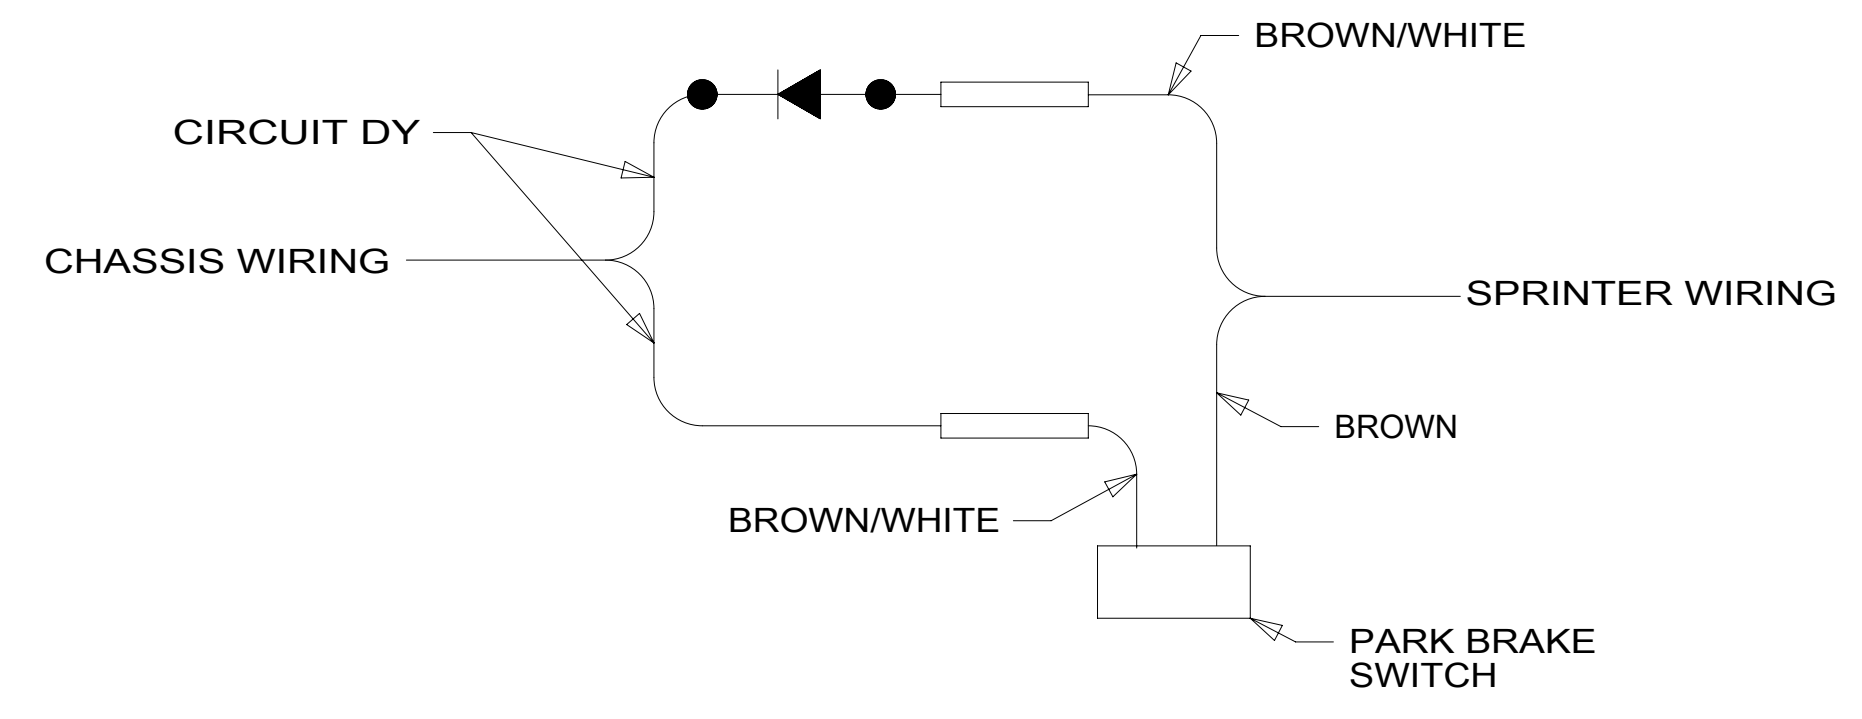 BROWN/WHITE
CIRCUIT DY
CHASSIS WIRING
SPRINTER WIRING
BROWN
BROWN/WHITE
PARK BRAKE
SWITCH